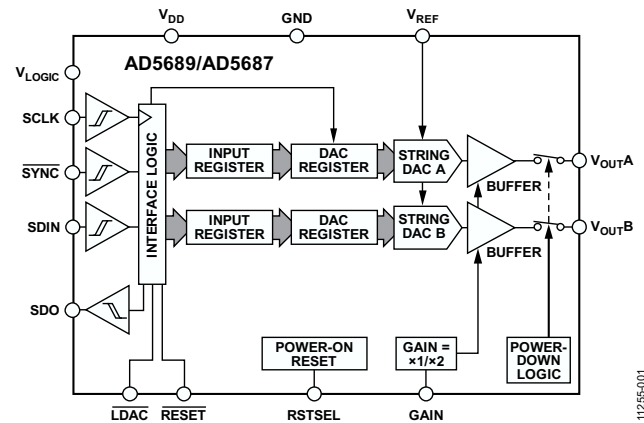 VDD
GND
VREF
AD5689/AD5687
VLOGIC
SCLK
SYNC
SDIN
SDO
INTERFACE LOGIC
INPUT
REGISTER
DAC
REGISTER
STRING
DAC A
BUFFER
VOUTA
INPUT
REGISTER
DAC
REGISTER
STRING
DAC B
BUFFER
VOUTB
POWER-ON
RESET
GAIN =
×1/×2
POWER-
DOWN
LOGIC
LDAC
RESET
RSTSEL
GAIN
11255-001